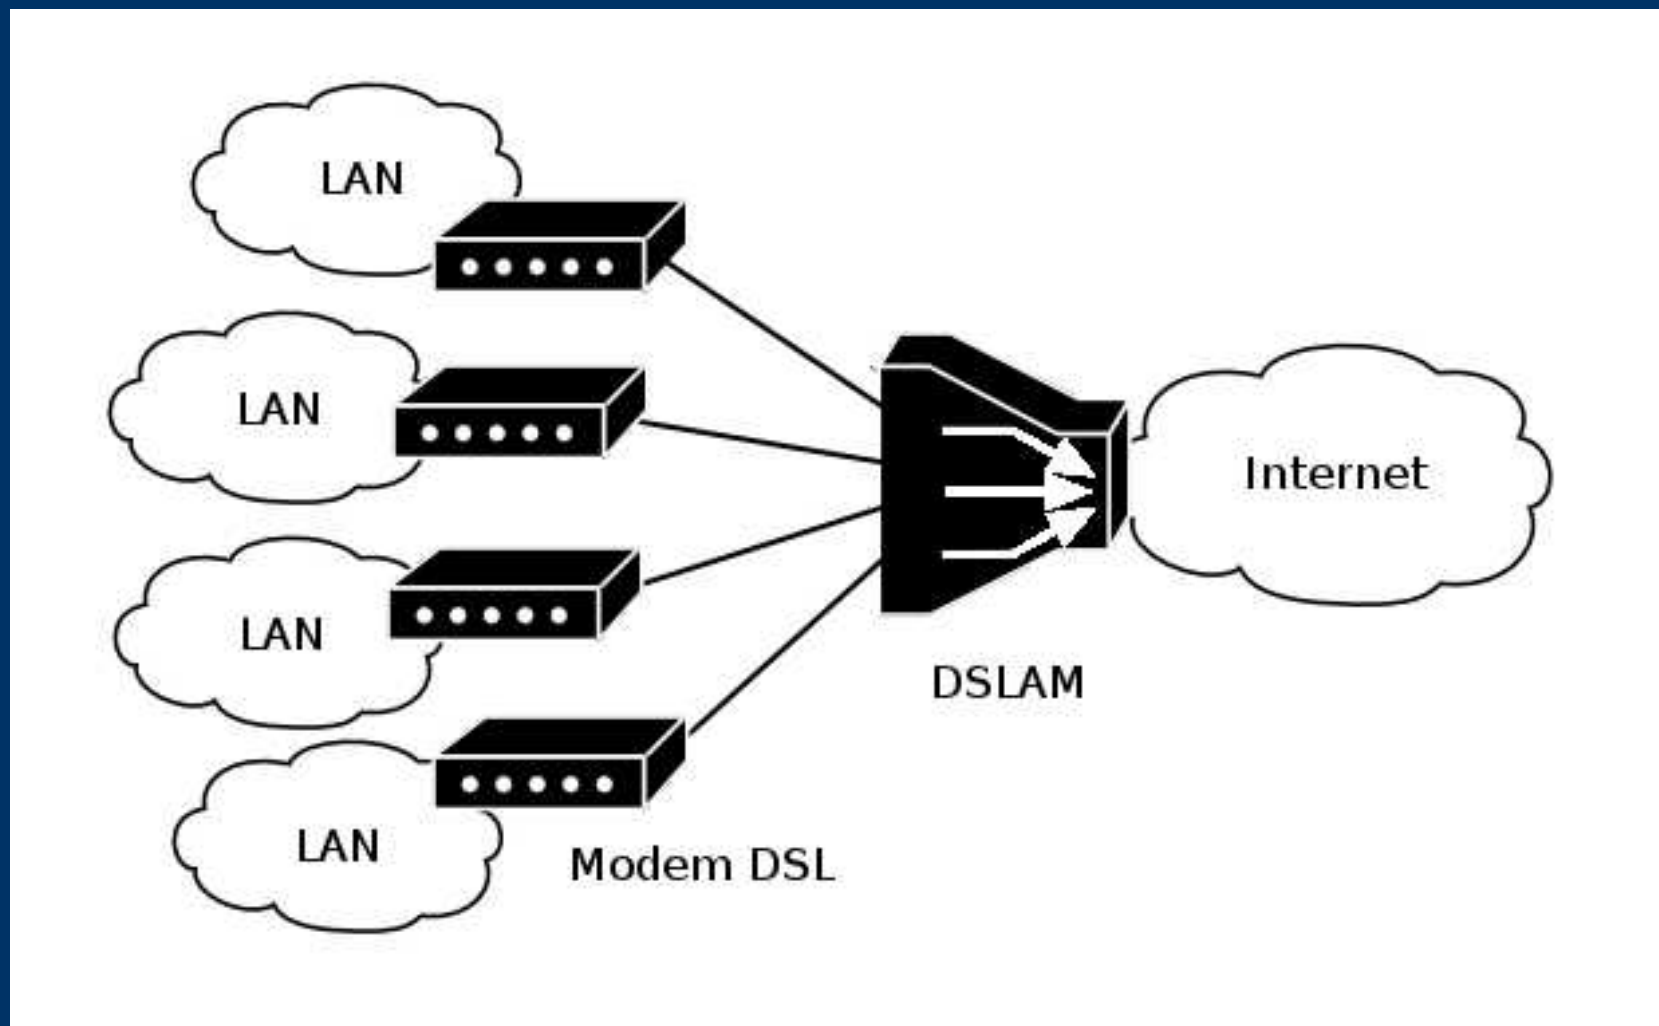 LAN
LAN
LAN
LAN
Modem DSL
DSLAM
Internet